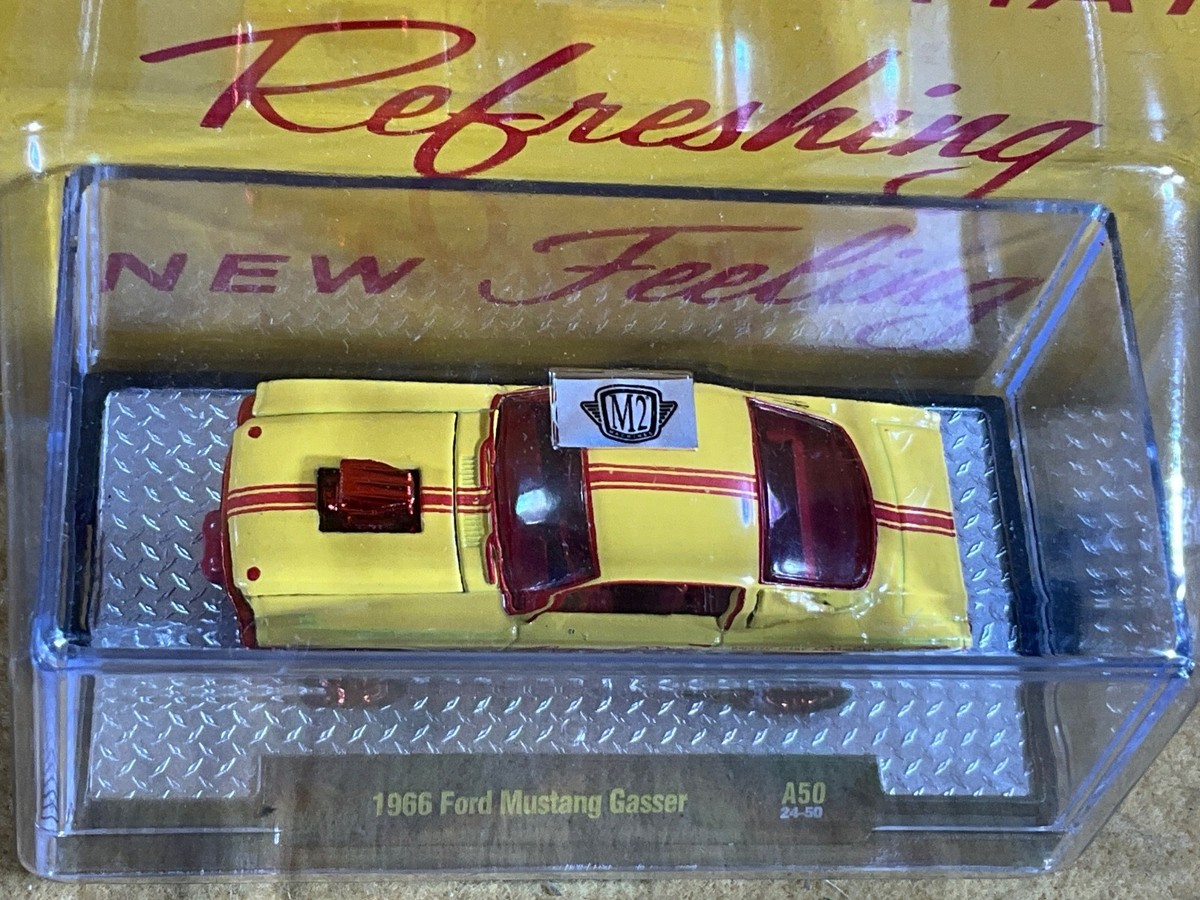 Refreshing
NEW Feeling
M2
1966 Ford Mustang Gasser
A50
24-50